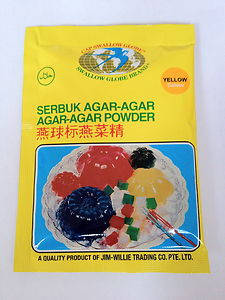 CAP "SWALLOW GLOBE"
SWALLOW GLOBE BRAND
حلال
YELLOW
SERBUK AGAR-AGAR
AGAR-AGAR POWDER
燕球标燕菜精
A QUALITY PRODUCT OF JIM-WILLIE TRADING CO. PTE. LTD.